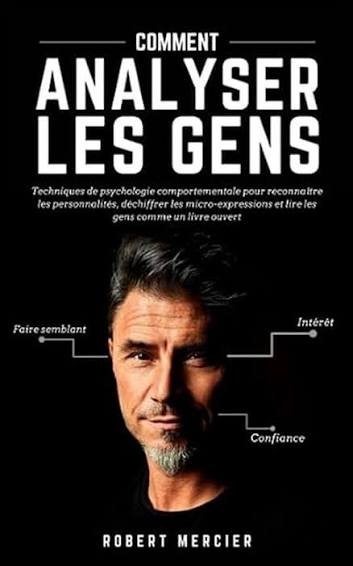 COMMENT
ANALYSER
LES GENS
Techniques de psychologie comportementale pour reconnaître
les personnalités, déchiffrer les micro-expressions et lire les
gens comme un livre ouvert
Faire semblant
Intérêt
Confiance
ROBERT MERCIER